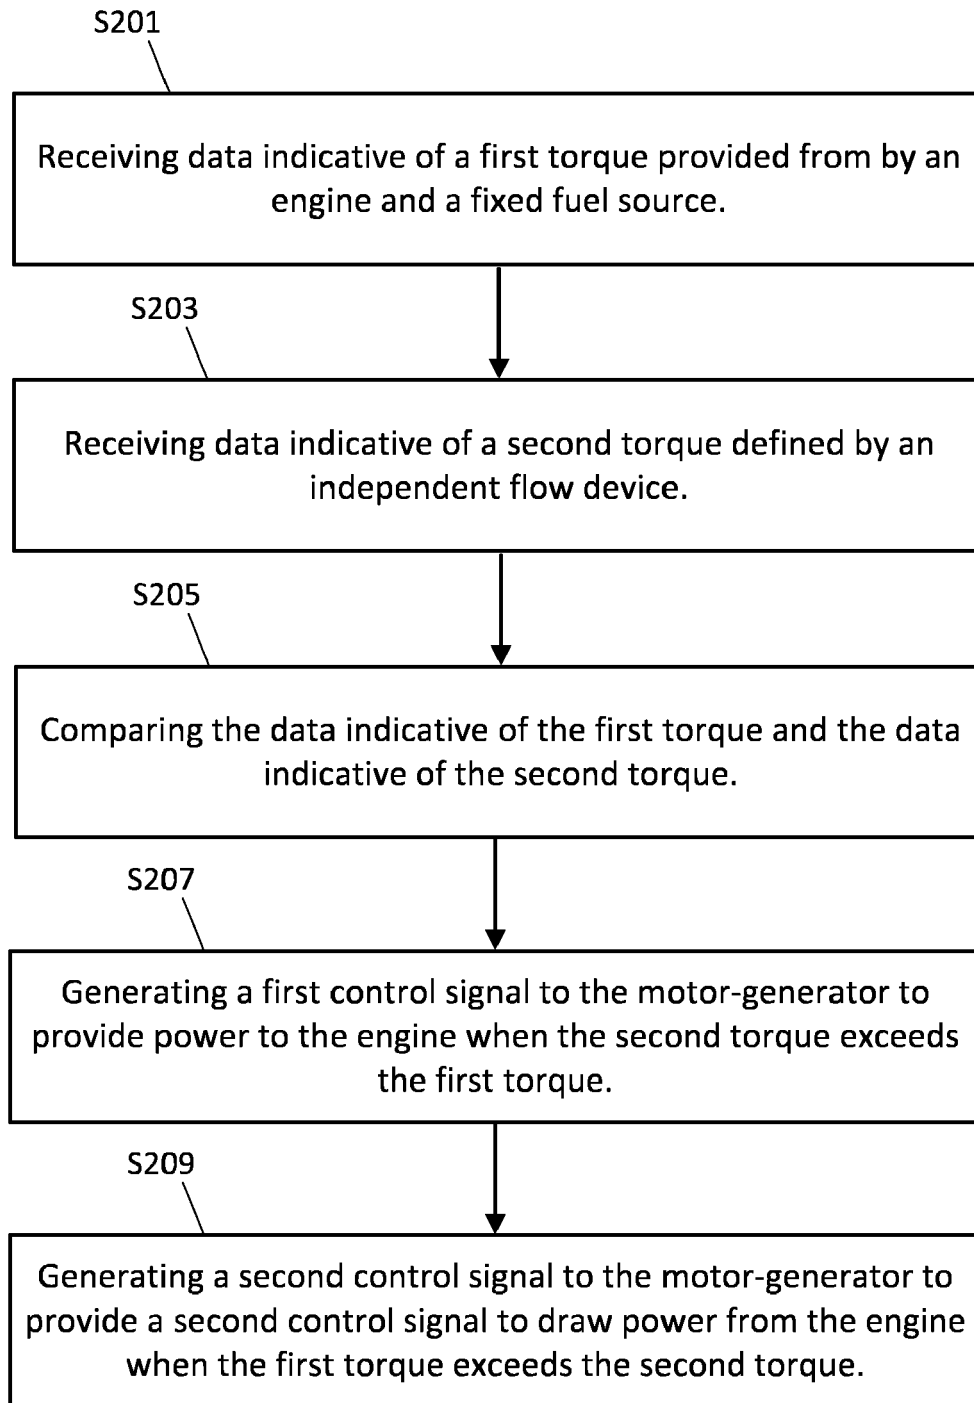 S201
Receiving data indicative of a first torque provided from by an
engine and a fixed fuel source.
S203
Receiving data indicative of a second torque defined by an
independent flow device.
S205
Comparing the data indicative of the first torque and the data
indicative of the second torque.
S207
Generating a first control signal to the motor-generator to
provide power to the engine when the second torque exceeds
the first torque.
S209
Generating a second control signal to the motor-generator to
provide a second control signal to draw power from the engine
when the first torque exceeds the second torque.